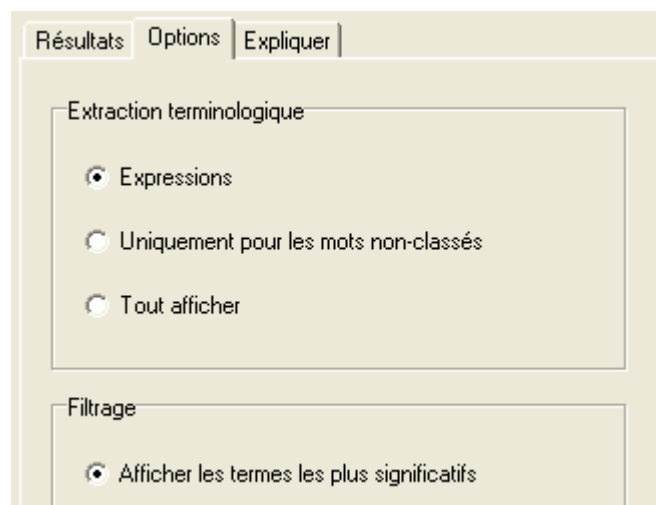 Résultats Options Expliquer
Extraction terminologique
Expressions
Uniquement pour les mots non-classés
Tout afficher
Filtrage
Afficher les termes les plus significatifs